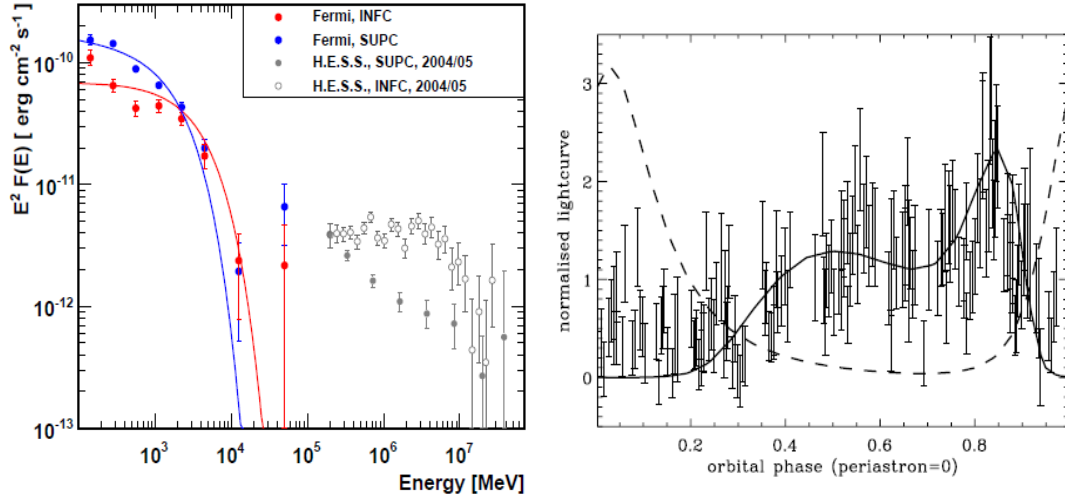 E² F(E) [ erg cm⁻² s⁻¹ ]
10⁻¹⁰
10⁻¹¹
10⁻¹²
10⁻¹³
Fermi, INFC
Fermi, SUPC
H.E.S.S., SUPC, 2004/05
H.E.S.S., INFC, 2004/05
10³ 10⁴ 10⁵ 10⁶ 10⁷
Energy [MeV]
normalised lightcurve
3
2
1
0
0.2 0.4 0.6 0.8
orbital phase (periastron=0)